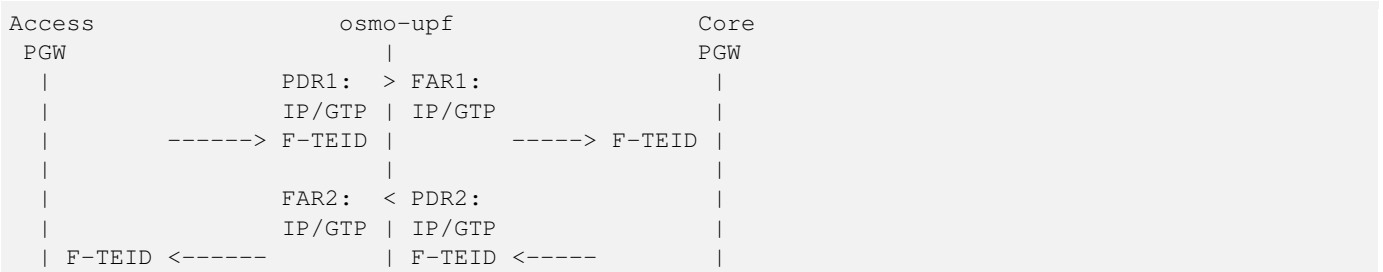 Access                   osmo-upf                   Core
 PGW                         |                      PGW
  |                  PDR1:  > FAR1:                  |
  |                  IP/GTP | IP/GTP                 |
  |         ------> F-TEID |         -----> F-TEID |
  |                         |                        |
  |                  FAR2:  < PDR2:                  |
  |                  IP/GTP | IP/GTP                 |
  | F-TEID <------         | F-TEID <-----          |